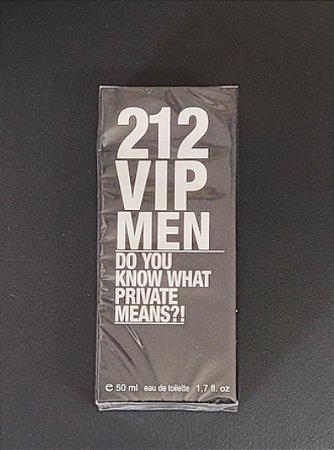 212
VIP
MEN
DO YOU
KNOW WHAT
PRIVATE
MEANS?!
e 50 ml eau de toilette 1,7 fl. oz